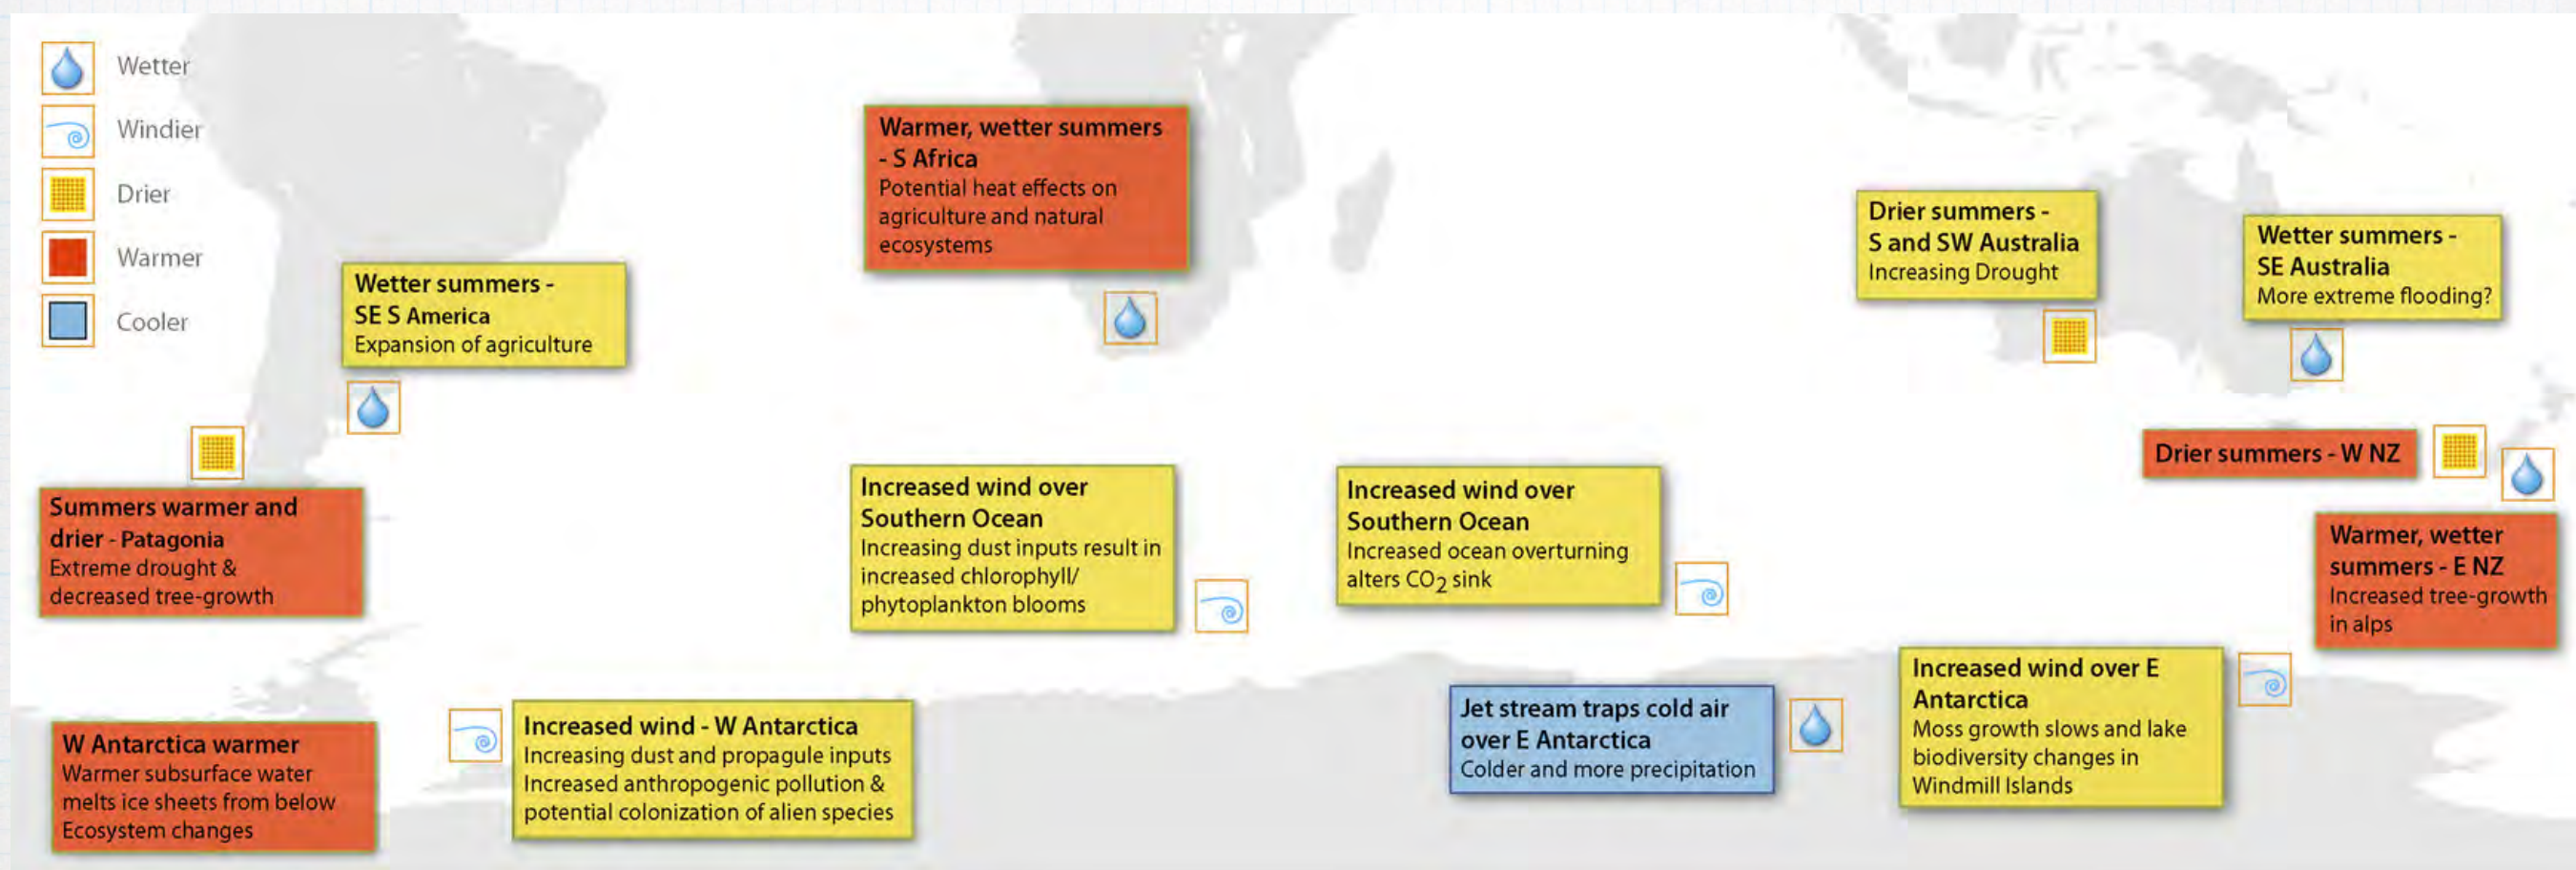 Wetter
Windier
Drier
Warmer
Cooler
Warmer, wetter summers
- S Africa
Potential heat effects on
agriculture and natural
ecosystems
Drier summers -
S and SW Australia
Increasing Drought
Wetter summers -
SE Australia
More extreme flooding?
Wetter summers -
SE S America
Expansion of agriculture
Drier summers - W NZ
Summers warmer and
drier - Patagonia
Extreme drought &
decreased tree-growth
Increased wind over
Southern Ocean
Increasing dust inputs result in
increased chlorophyll/
phytoplankton blooms
Increased wind over
Southern Ocean
Increased ocean overturning
alters CO2 sink
Warmer, wetter
summers - E NZ
Increased tree-growth
in alps
W Antarctica warmer
Warmer subsurface water
melts ice sheets from below
Ecosystem changes
Increased wind - W Antarctica
Increasing dust and propagule inputs
Increased anthropogenic pollution &
potential colonization of alien species
Jet stream traps cold air
over E Antarctica
Colder and more precipitation
Increased wind over E
Antarctica
Moss growth slows and lake
biodiversity changes in
Windmill Islands